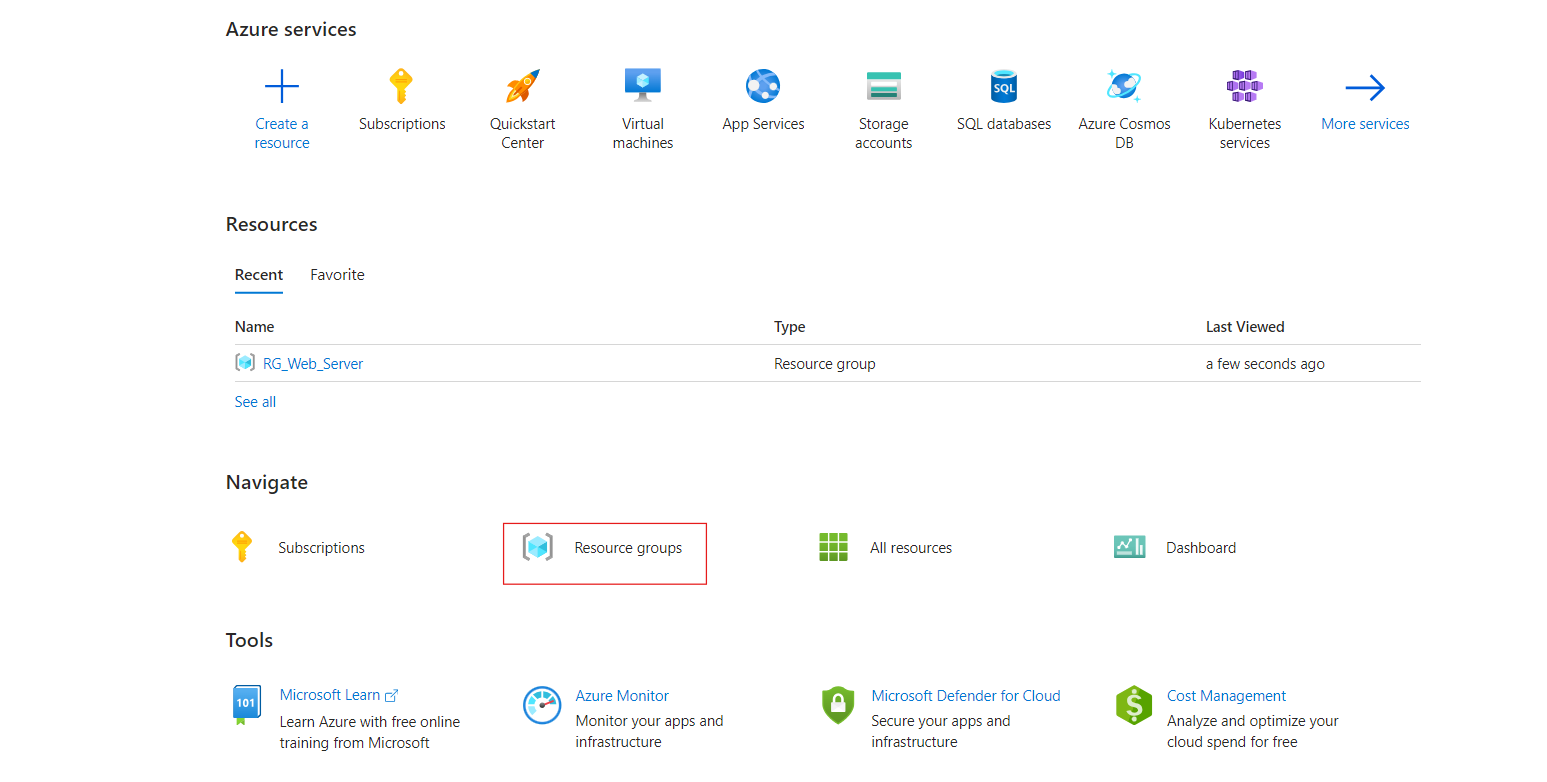 Azure services
Create a
resource
Subscriptions
Quickstart
Center
Virtual
machines
App Services
Storage
accounts
SQL
SQL databases
Azure Cosmos
DB
Kubernetes
services
More services
Resources
Recent Favorite
Name Type Last Viewed
RG_Web_Server Resource group a few seconds ago
See all
Navigate
Subscriptions Resource groups All resources Dashboard
Tools
101
Microsoft Learn
Learn Azure with free online
training from Microsoft
Azure Monitor
Monitor your apps and
infrastructure
Microsoft Defender for Cloud
Secure your apps and
infrastructure
$
Cost Management
Analyze and optimize your
cloud spend for free